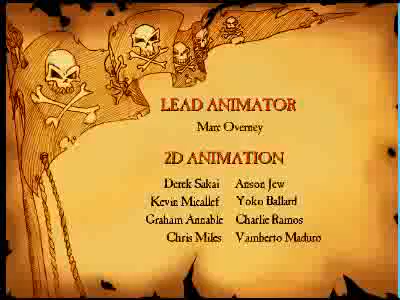 LEAD ANIMATOR
Marc Overney
2D ANIMATION
Derek Sakai Anson Jew
Kevin Micallef Yoko Ballard
Graham Annable Charlie Ramos
Chris Miles Vamberto Maduro